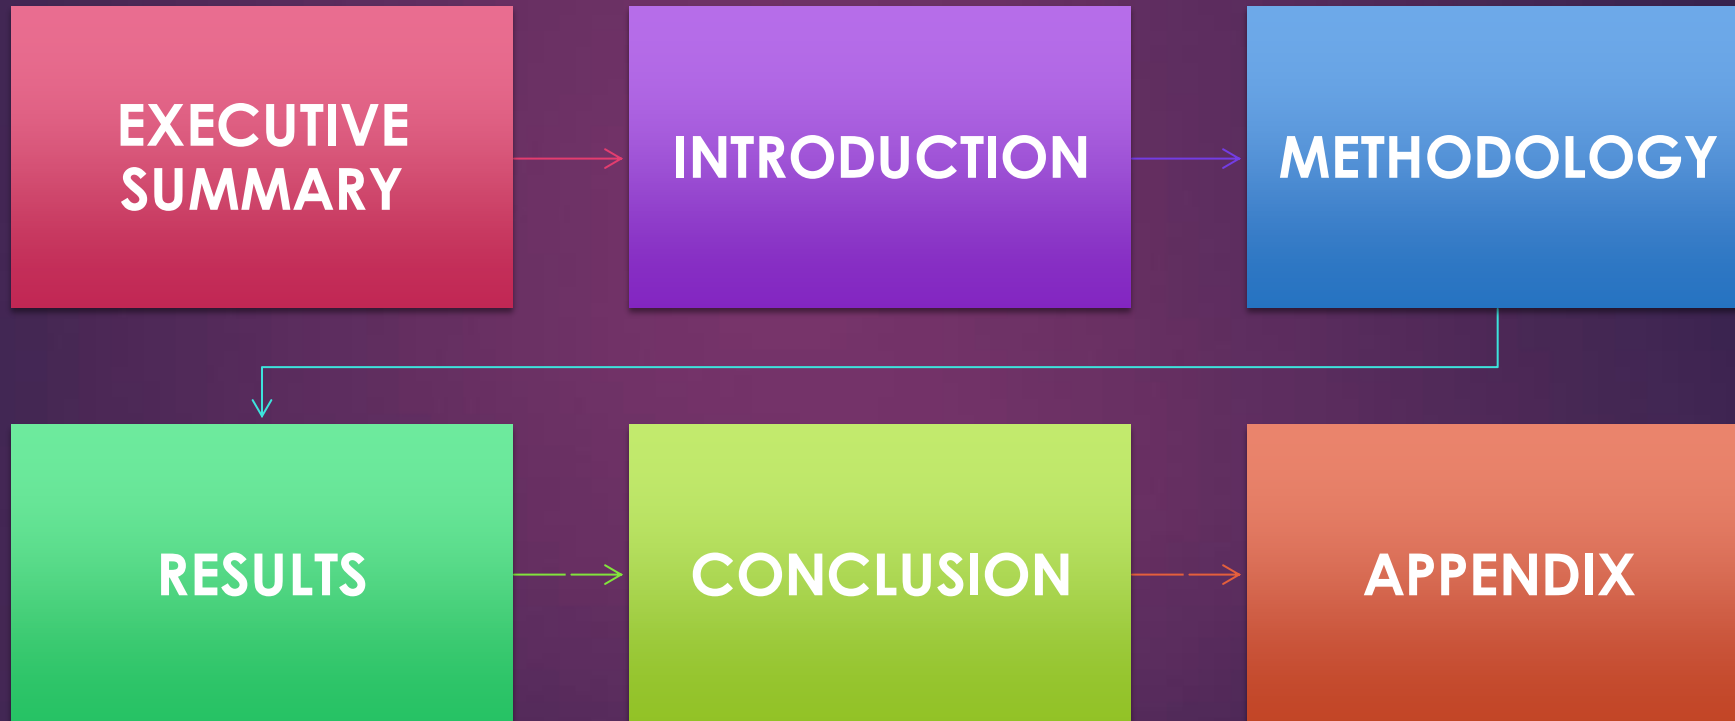 EXECUTIVE
SUMMARY
INTRODUCTION
METHODOLOGY
RESULTS
CONCLUSION
APPENDIX